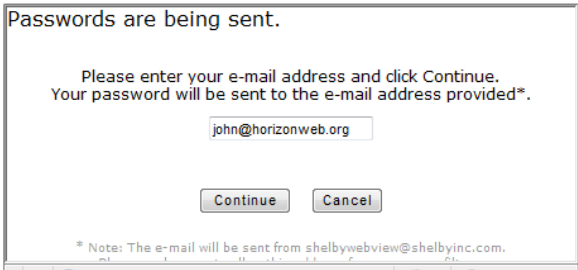 Passwords are being sent.
Please enter your e-mail address and click Continue.
Your password will be sent to the e-mail address provided*.
john@horizonweb.org
Continue Cancel
* Note: The e-mail will be sent from shelbywebview@shelbyinc.com.